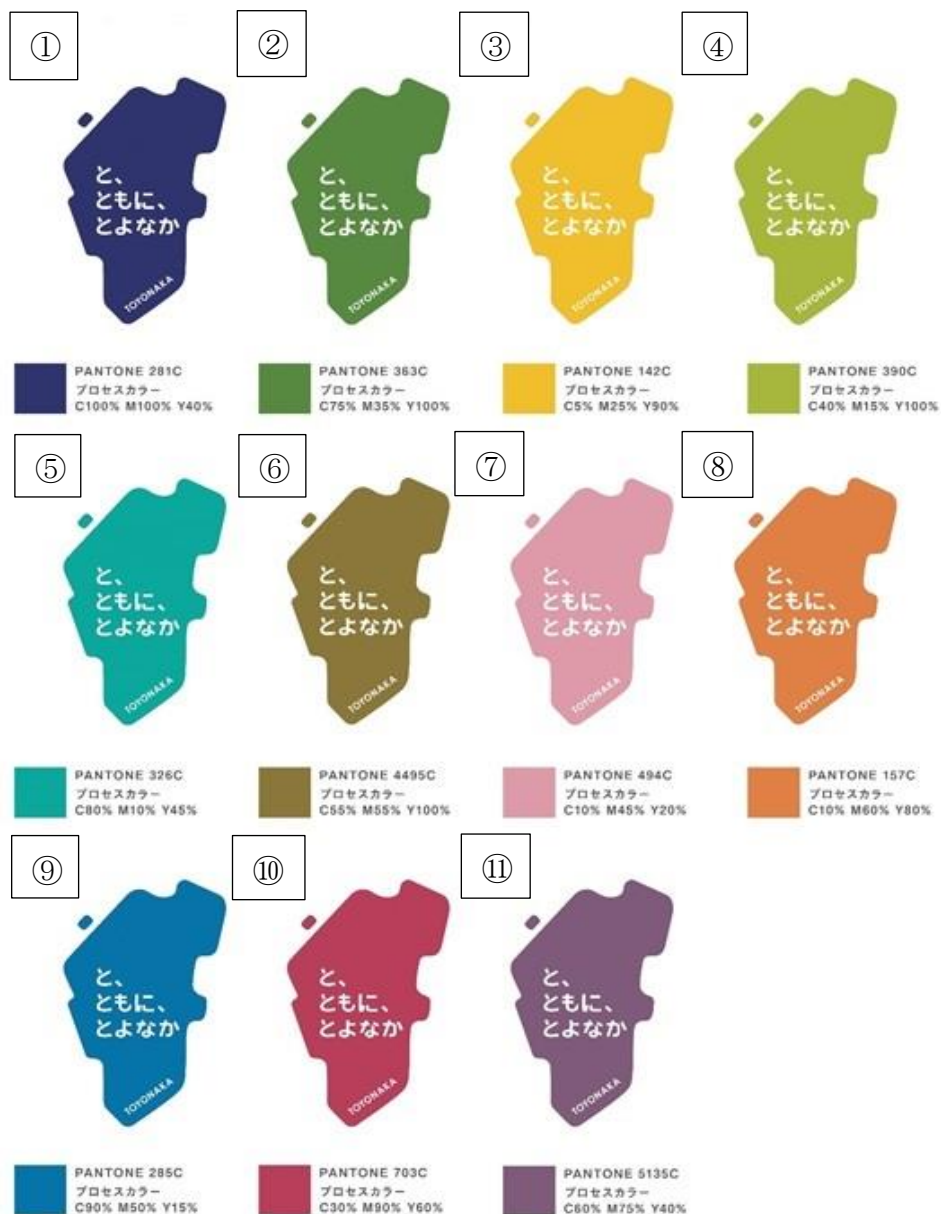 ①
②
③
④
と、
ともに、
とよなか
TOYONAKA
と、
ともに、
とよなか
TOYONAKA
と、
ともに、
とよなか
TOYONAKA
と、
ともに、
とよなか
TOYONAKA
PANTONE 281C
プロセスカラー
C100% M100% Y40%
PANTONE 363C
プロセスカラー
C75% M35% Y100%
PANTONE 142C
プロセスカラー
C5% M25% Y90%
PANTONE 390C
プロセスカラー
C40% M15% Y100%
⑤
⑥
⑦
⑧
と、
ともに、
とよなか
TOYONAKA
と、
ともに、
とよなか
TOYONAKA
と、
ともに、
とよなか
TOYONAKA
と、
ともに、
とよなか
TOYONAKA
PANTONE 326C
プロセスカラー
C80% M10% Y45%
PANTONE 4495C
プロセスカラー
C55% M55% Y100%
PANTONE 494C
プロセスカラー
C10% M45% Y20%
PANTONE 157C
プロセスカラー
C10% M60% Y80%
⑨
⑩
⑪
と、
ともに、
とよなか
TOYONAKA
と、
ともに、
とよなか
TOYONAKA
と、
ともに、
とよなか
TOYONAKA
PANTONE 285C
プロセスカラー
C90% M50% Y15%
PANTONE 703C
プロセスカラー
C30% M90% Y60%
PANTONE 5135C
プロセスカラー
C60% M75% Y40%